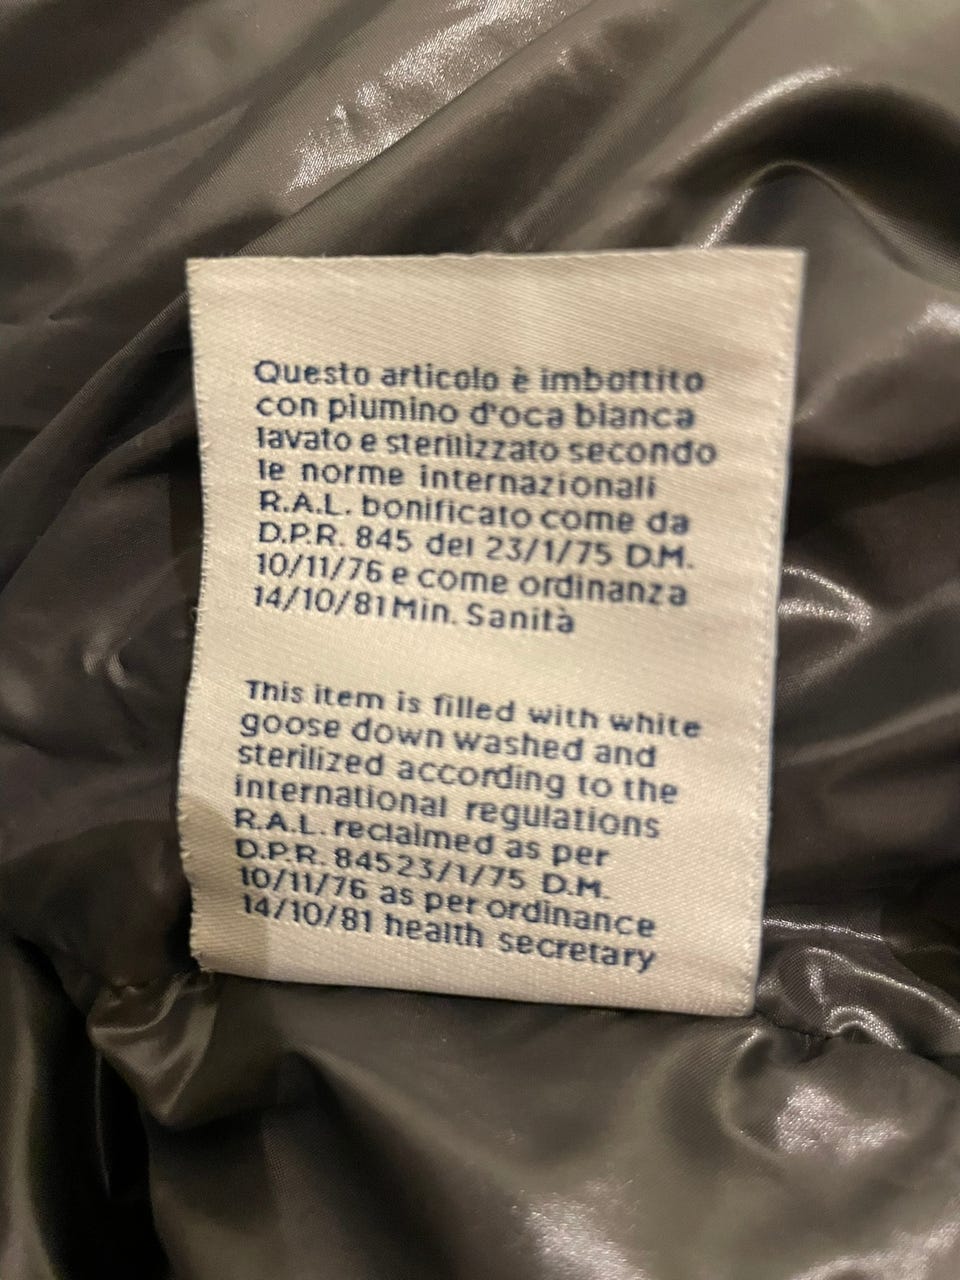 Questo articolo è imbottito
con piumino d'oca bianca
lavato e sterilizzato secondo
le norme internazionali
R.A.L. bonificato come da
D.P.R. 845 del 23/1/75 D.M.
10/11/76 e come ordinanza
14/10/81 Min. Sanità
This item is filled with white
goose down washed and
sterilized according to the
international regulations
R.A.L. reclaimed as per
D.P.R. 845 23/1/75 D.M.
10/11/76 as per ordinance
14/10/81 health secretary